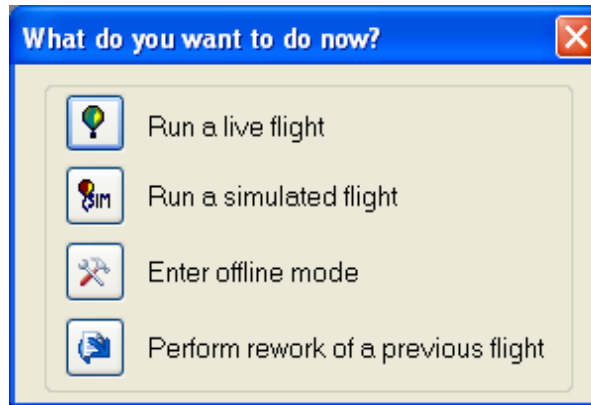 What do you want to do now?
Run a live flight
SIM
Run a simulated flight
Enter offline mode
Perform rework of a previous flight